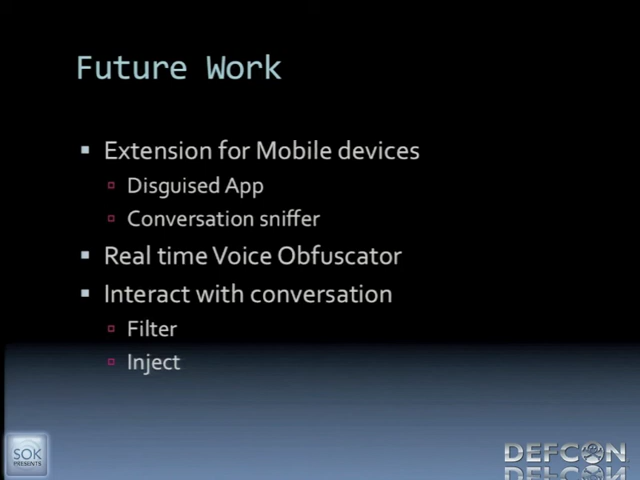 Future Work
Extension for Mobile devices
Disguised App
Conversation sniffer
Real time Voice Obfuscator
Interact with conversation
Filter
Inject
SOK
PRESENTS
DEFCON